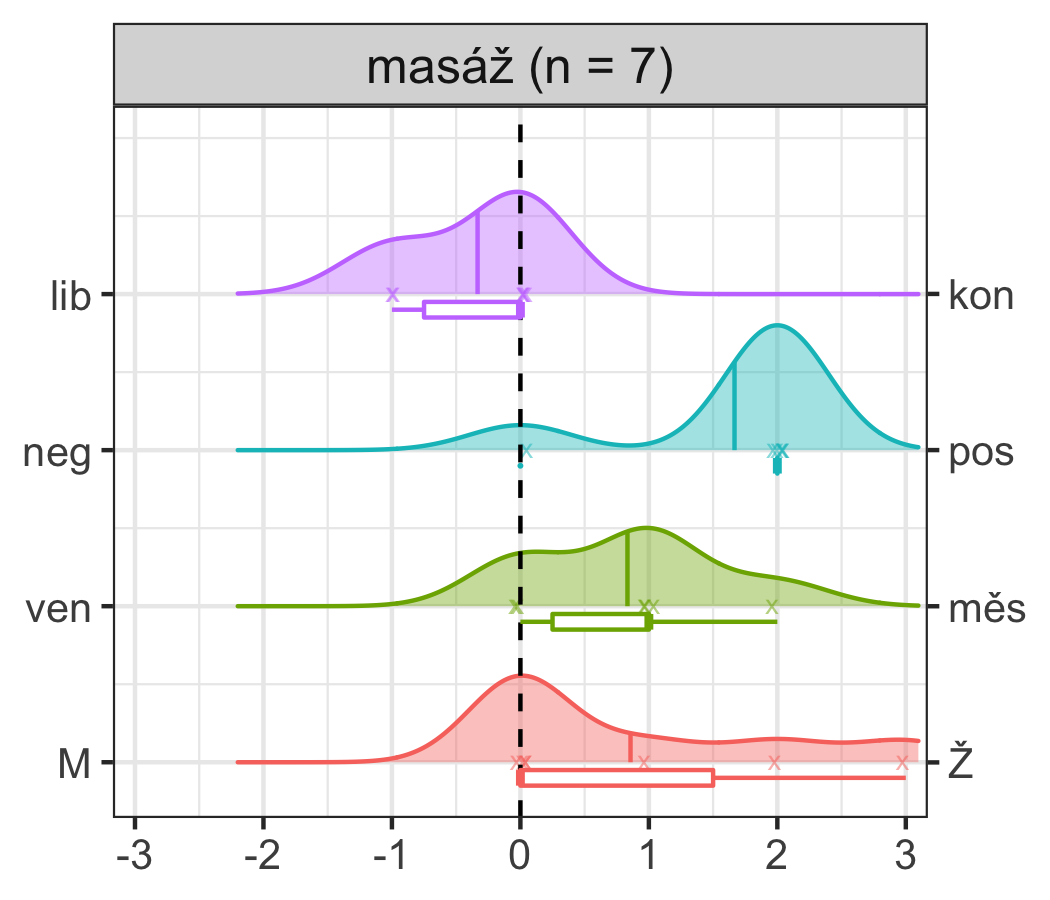 masáž (n = 7)
lib kon
neg pos
ven měs
M Ž
-3 -2 -1 0 1 2 3